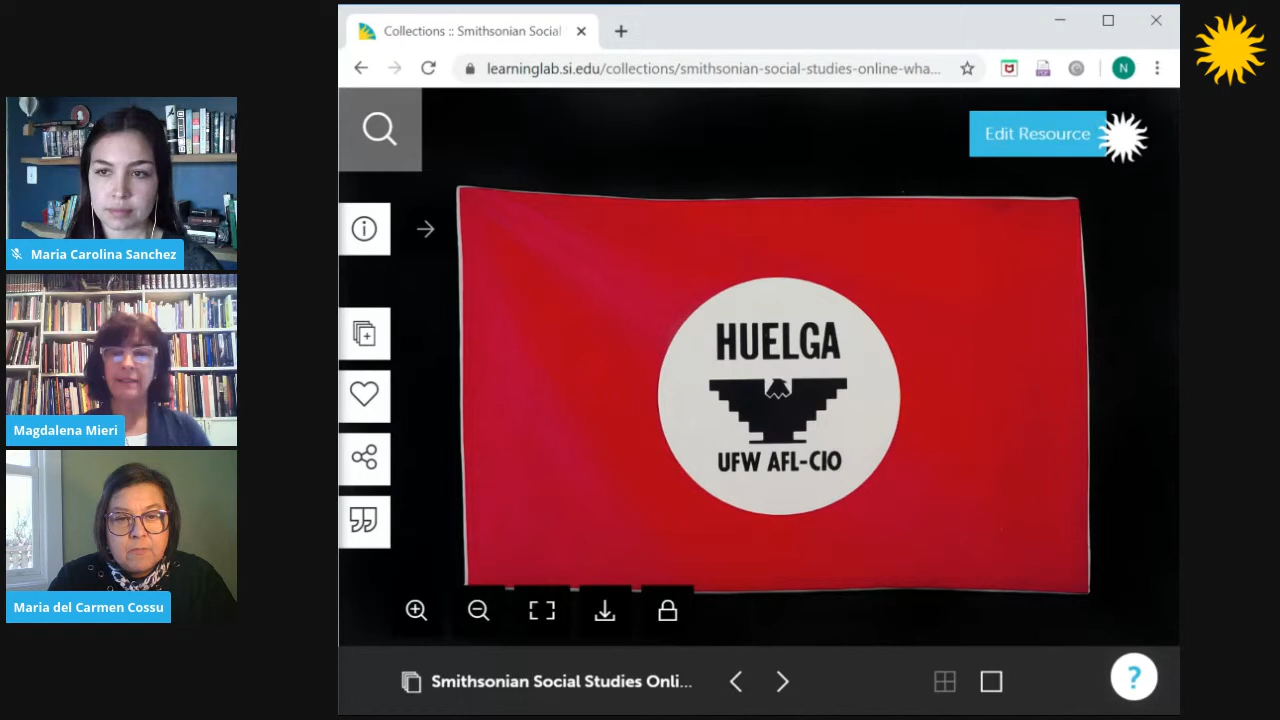 Collections :: Smithsonian Social
learninglab.si.edu/collections/smithsonian-social-studies-online-wha...
N
Edit Resource
HUELGA
UFW AFL-CIO
Maria Carolina Sanchez
Magdalena Mieri
Maria del Carmen Cossu
Smithsonian Social Studies Onli...
?